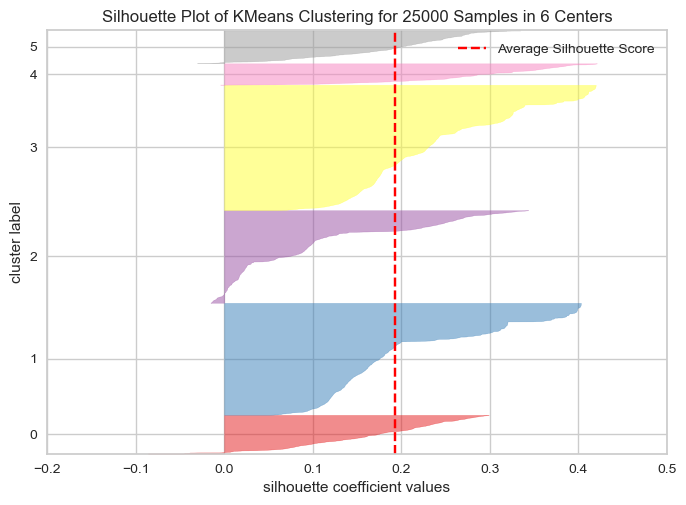 Silhouette Plot of KMeans Clustering for 25000 Samples in 6 Centers
Average Silhouette Score
5
4
3
2
1
0
cluster label
-0.2 -0.1 0.0 0.1 0.2 0.3 0.4 0.5
silhouette coefficient values